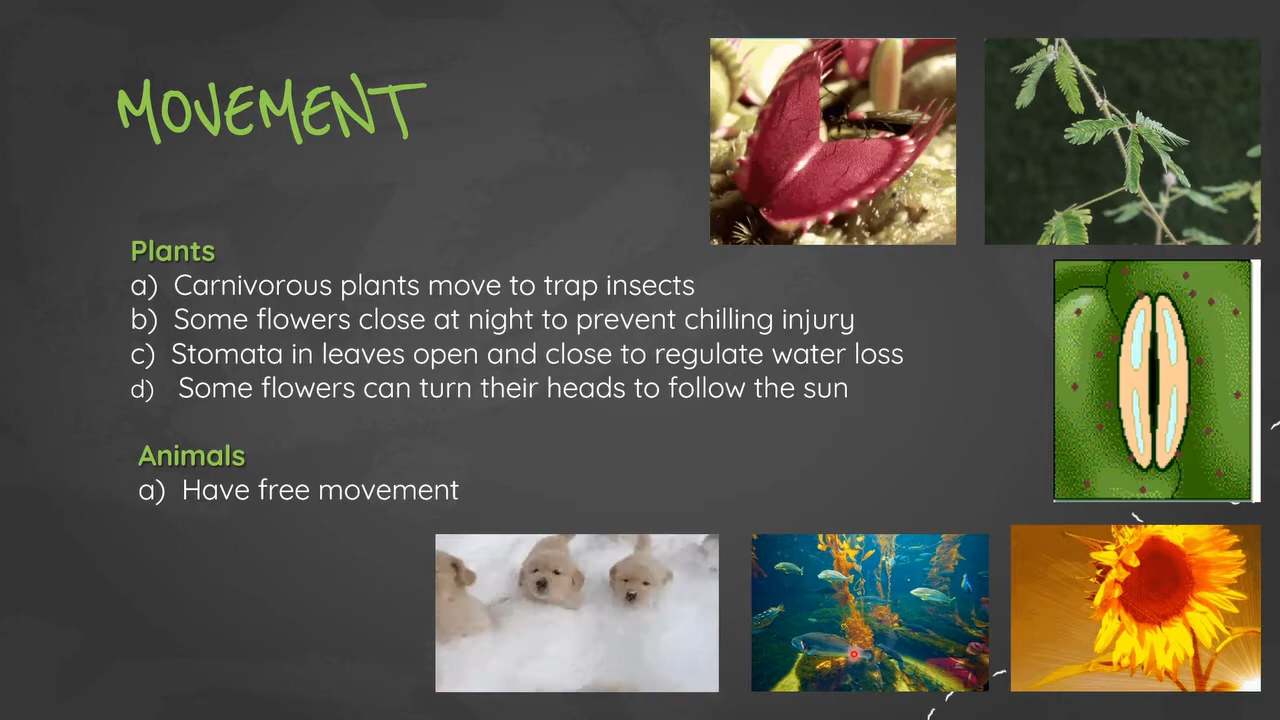 MOVEMENT
Plants
a) Carnivorous plants move to trap insects
b) Some flowers close at night to prevent chilling injury
c) Stomata in leaves open and close to regulate water loss
d) Some flowers can turn their heads to follow the sun
Animals
a) Have free movement